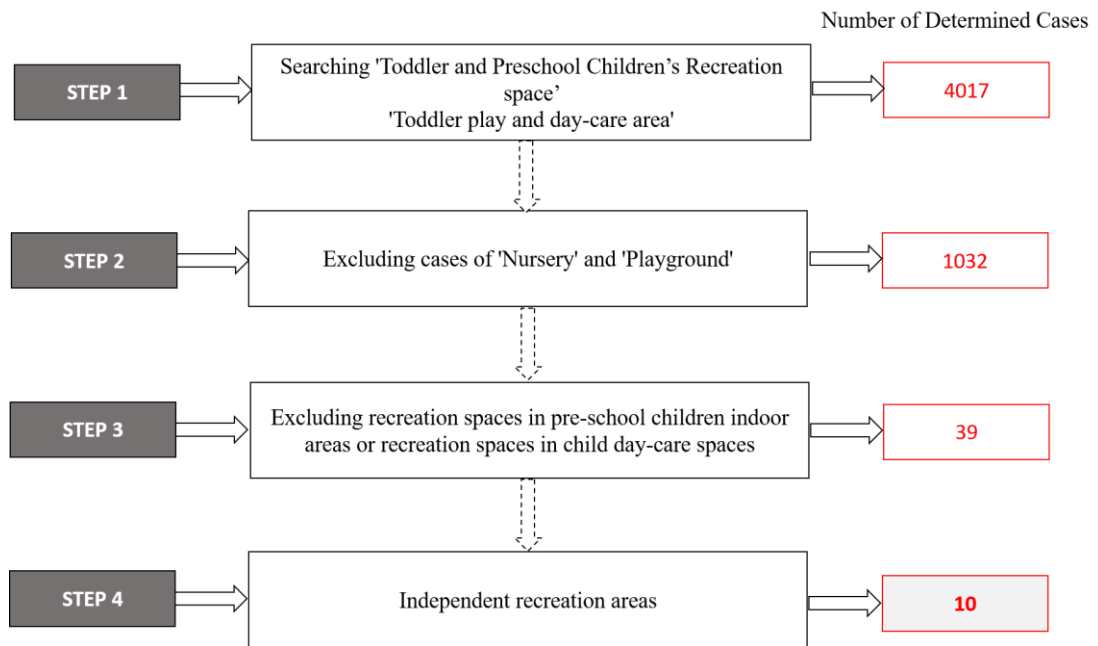 Number of Determined Cases
STEP 1
Searching 'Toddler and Preschool Children’s Recreation
space’
'Toddler play and day-care area'
4017
STEP 2
Excluding cases of 'Nursery' and 'Playground'
1032
STEP 3
Excluding recreation spaces in pre-school children indoor
areas or recreation spaces in child day-care spaces
39
STEP 4
Independent recreation areas
10